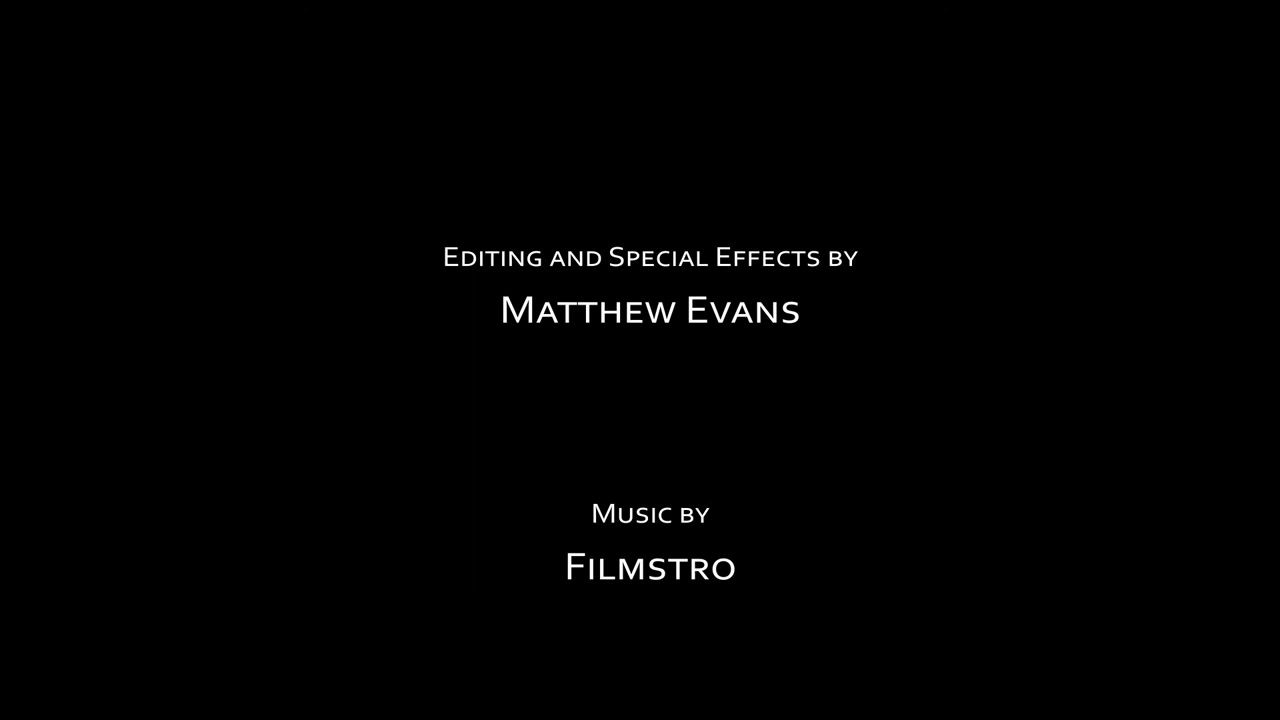 Editing and Special Effects by
Matthew Evans
Music by
Filmstro